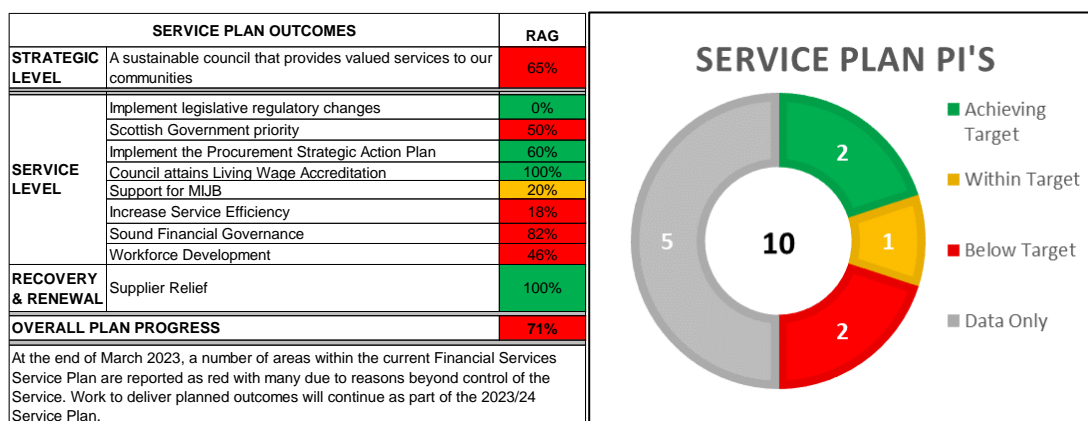 SERVICE PLAN OUTCOMES RAG
STRATEGIC LEVEL A sustainable council that provides valued services to our communities 65%
SERVICE LEVEL
Implement legislative regulatory changes 0%
Scottish Government priority 50%
Implement the Procurement Strategic Action Plan 60%
Council attains Living Wage Accreditation 100%
Support for MIJB 20%
Increase Service Efficiency 18%
Sound Financial Governance 82%
Workforce Development 46%
RECOVERY & RENEWAL Supplier Relief 100%
OVERALL PLAN PROGRESS 71%
At the end of March 2023, a number of areas within the current Financial Services
Service Plan are reported as red with many due to reasons beyond control of the
Service. Work to deliver planned outcomes will continue as part of the 2023/24
Service Plan.
SERVICE PLAN PI'S
2
1
2
5
10
Achieving
Target
Within Target
Below Target
Data Only